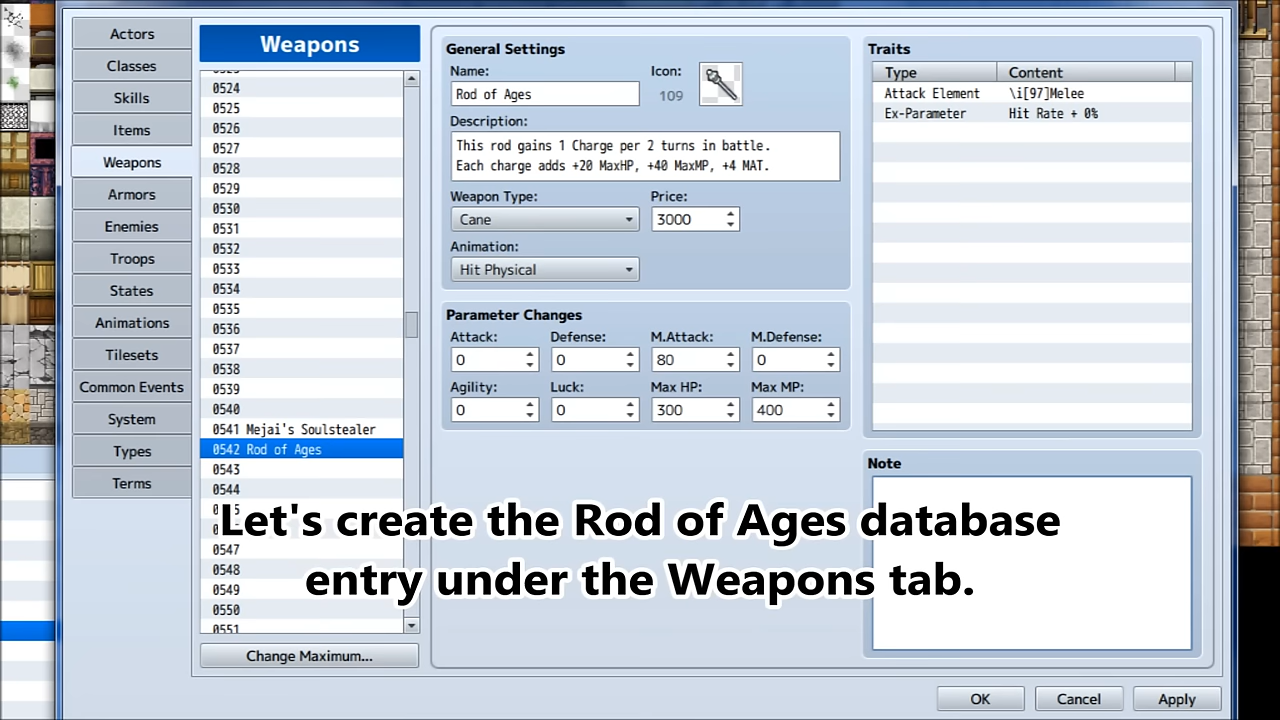 Actors
Classes
Skills
Items
Weapons
Armors
Enemies
Troops
States
Animations
Tilesets
Common Events
System
Types
Terms
Weapons
0524
0525
0526
0527
0528
0529
0530
0531
0532
0533
0534
0535
0536
0537
0538
0539
0540
0541 Mejai's Soulstealer
0542 Rod of Ages
0543
0544
0547
0548
0549
0550
0551
Change Maximum...
General Settings
Name:
Rod of Ages
Icon:
109
Description:
This rod gains 1 Charge per 2 turns in battle.
Each charge adds +20 MaxHP, +40 MaxMP, +4 MAT.
Weapon Type:
Cane
Price:
3000
Animation:
Hit Physical
Parameter Changes
Attack: Defense: M.Attack: M.Defense:
0 0 80 0
Agility: Luck: Max HP: Max MP:
0 0 300 400
Traits
Type Content
Attack Element \i[97]Melee
Ex-Parameter Hit Rate + 0%
Note
Let's create the Rod of Ages database
entry under the Weapons tab.
OK Cancel Apply